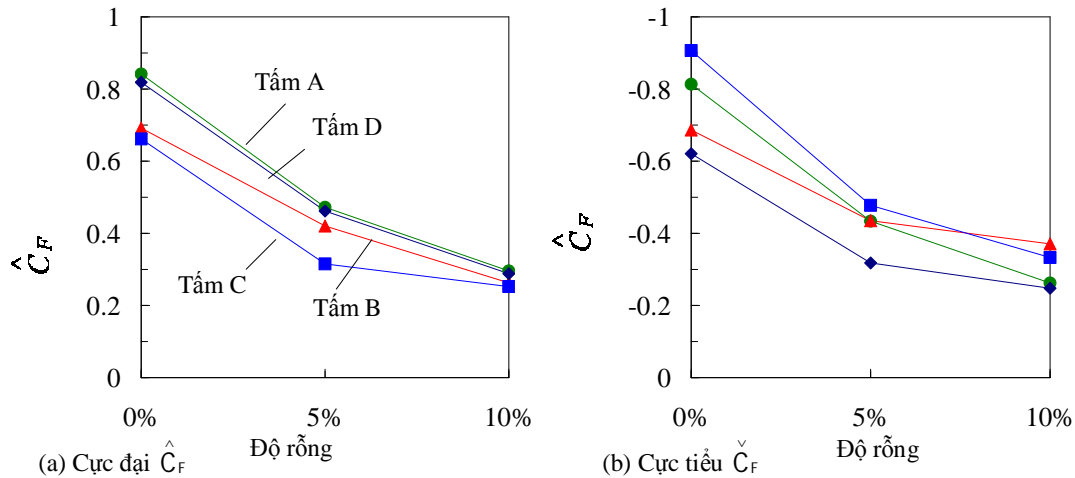 1
0.8
0.6
0.4
0.2
0
Ĉ_F
Tấm A
Tấm D
Tấm C
Tấm B
0%
5%
10%
Độ rỗng
(a) Cực đại Ĉ_F
-1
-0.8
-0.6
-0.4
-0.2
0
Ĉ_F
0%
5%
10%
Độ rỗng
(b) Cực tiểu Č_F